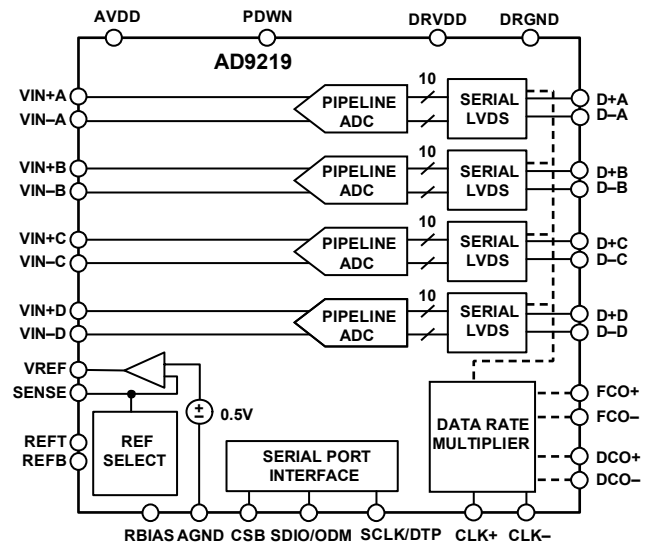 AVDD PDWN DRVDD DRGND
AD9219
VIN+A
VIN–A
PIPELINE
ADC
10
SERIAL
LVDS
D+A
D–A
VIN+B
VIN–B
PIPELINE
ADC
10
SERIAL
LVDS
D+B
D–B
VIN+C
VIN–C
PIPELINE
ADC
10
SERIAL
LVDS
D+C
D–C
VIN+D
VIN–D
PIPELINE
ADC
10
SERIAL
LVDS
D+D
D–D
VREF
SENSE
+
–
0.5V
REFT
REFB
REF
SELECT
SERIAL PORT
INTERFACE
DATA RATE
MULTIPLIER
FCO+
FCO–
DCO+
DCO–
RBIAS AGND CSB SDIO/ODM SCLK/DTP CLK+ CLK–